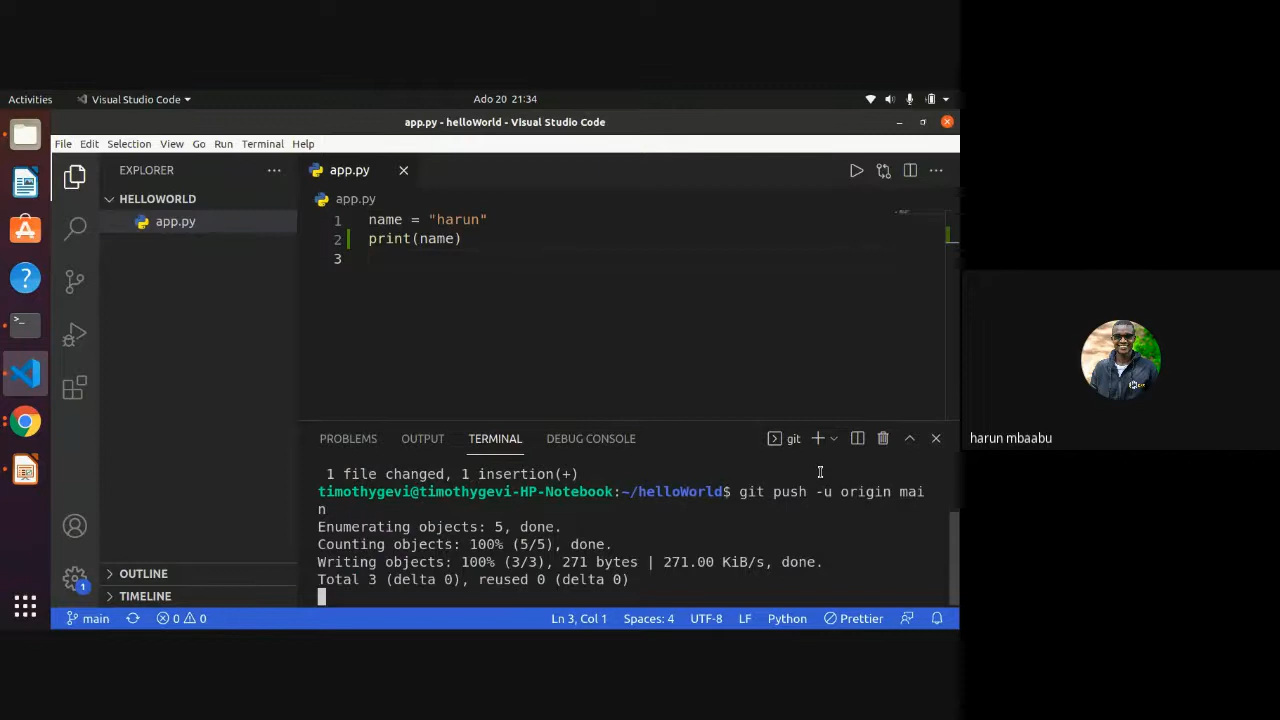 Activities Visual Studio Code Ado 20 21:34
app.py - helloWorld - Visual Studio Code
File Edit Selection View Go Run Terminal Help
EXPLORER
app.py
HELLOWORLD
app.py
app.py
1 name = "harun"
2 print(name)
3
harun mbaabu
PROBLEMS OUTPUT TERMINAL DEBUG CONSOLE git
1 file changed, 1 insertion(+)
timothygevi@timothygevi-HP-Notebook:~/helloWorld$ git push -u origin mai
n
Enumerating objects: 5, done.
Counting objects: 100% (5/5), done.
Writing objects: 100% (3/3), 271 bytes | 271.00 KiB/s, done.
Total 3 (delta 0), reused 0 (delta 0)
OUTLINE
TIMELINE
1
main 0 0 Ln 3, Col 1 Spaces: 4 UTF-8 LF Python Prettier